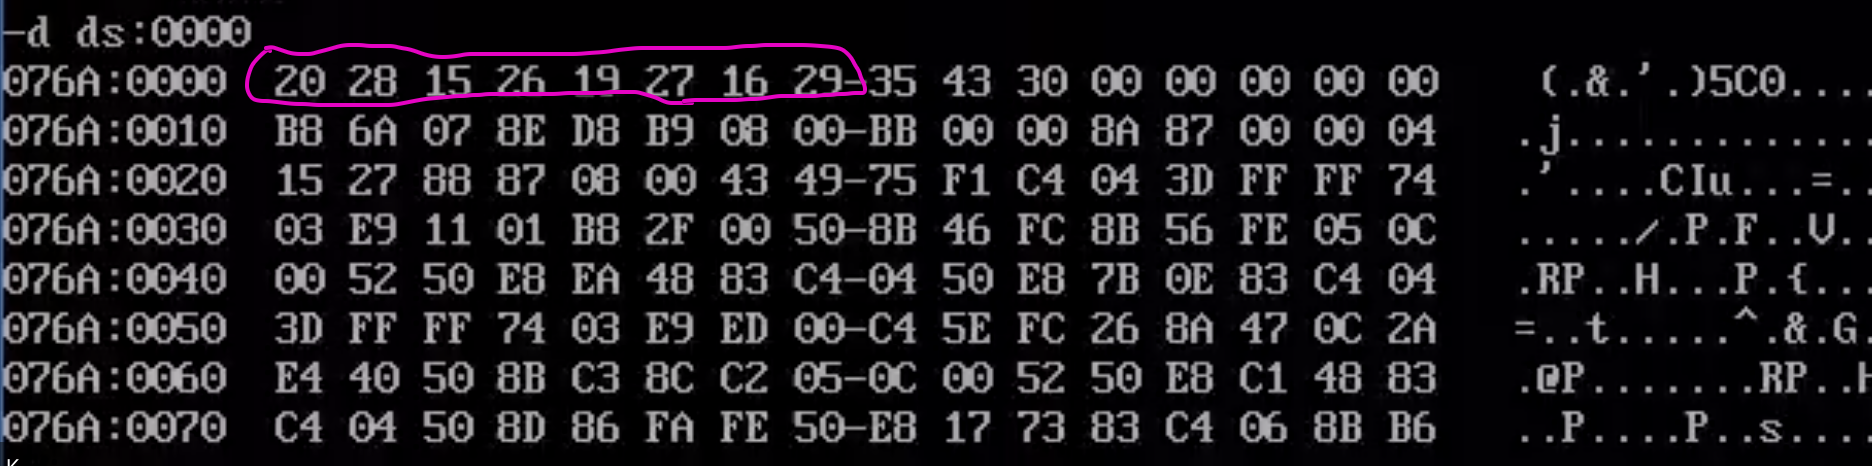 -d ds:0000
076A:0000 20 28 15 26 19 27 16 29-35 43 30 00 00 00 00 00 (.&.'.)5C0....
076A:0010 B8 6A 07 8E D8 B9 08 00-BB 00 00 8A 87 00 00 04 .j.............
076A:0020 15 27 88 87 08 00 43 49-75 F1 C4 04 3D FF FF 74 .'....CIu...=..
076A:0030 03 E9 11 01 B8 2F 00 50-8B 46 FC 8B 56 FE 05 0C ...../.P.F..V..
076A:0040 00 52 50 E8 EA 48 83 C4-04 50 E8 7B 0E 83 C4 04 .RP..H...P.{...
076A:0050 3D FF FF 74 03 E9 ED 00-C4 5E FC 26 8A 47 0C 2A =..t.....^.&.G.
076A:0060 E4 40 50 8B C3 8C C2 05-0C 00 52 50 E8 C1 48 83 .@P.......RP..H
076A:0070 C4 04 50 8D 86 FA FE 50-E8 17 73 83 C4 06 8B B6 ..P....P..s....